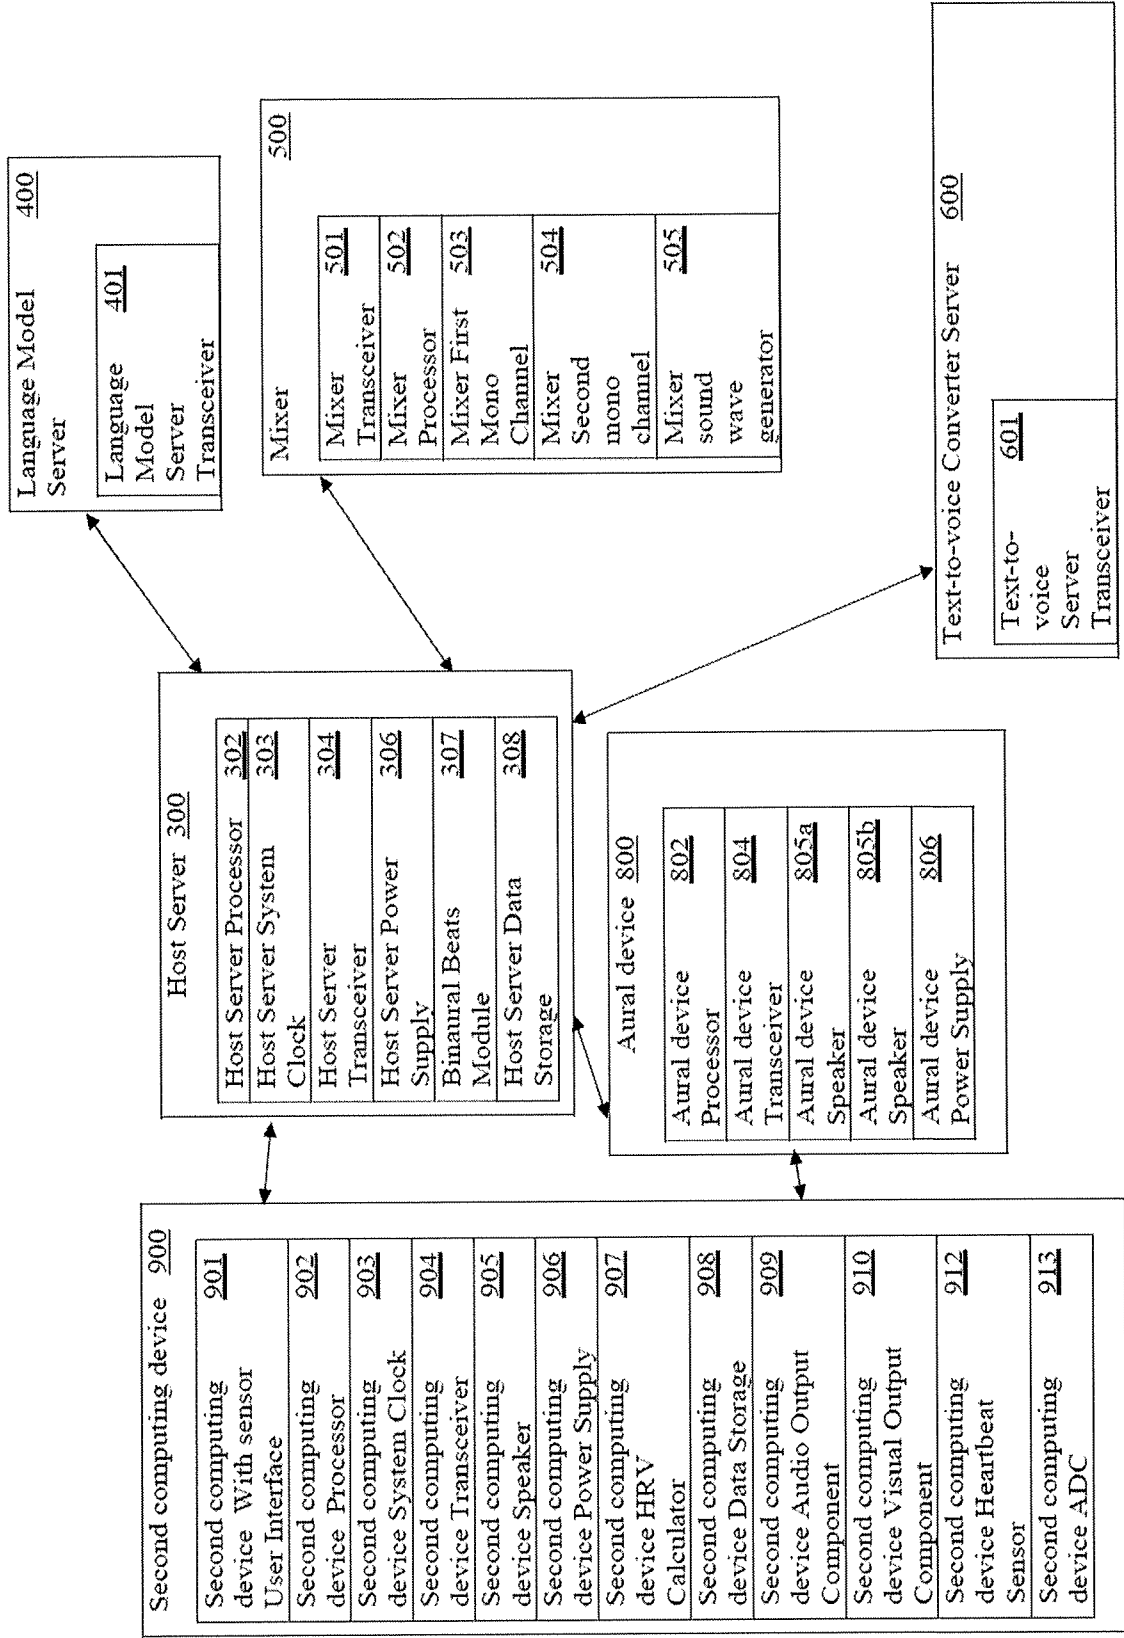 Second computing device 900
Second computing 901
device With sensor
User Interface
Second computing 902
device Processor
Second computing 903
device System Clock
Second computing 904
device Transceiver
Second computing 905
device Speaker
Second computing 906
device Power Supply
Second computing 907
device HRV
Calculator
Second computing 908
device Data Storage
Second computing 909
device Audio Output
Component
Second computing 910
device Visual Output
Component
Second computing 912
device Heartbeat
Sensor
Second computing 913
device ADC
Host Server 300
Host Server Processor 302
Host Server System 303
Clock
Host Server 304
Transceiver
Host Server Power 306
Supply
Binaural Beats 307
Module
Host Server Data 308
Storage
Aural device 800
Aural device 802
Processor
Aural device 804
Transceiver
Aural device 805a
Speaker
Aural device 805b
Speaker
Aural device 806
Power Supply
Language Model 400
Server
Language 401
Model
Server
Transceiver
Mixer 500
Mixer 501
Transceiver
Mixer 502
Processor
Mixer First 503
Mono
Channel
Mixer 504
Second
mono
channel
Mixer 505
sound
wave
generator
Text-to-voice Converter Server 600
Text-to- 601
voice
Server
Transceiver